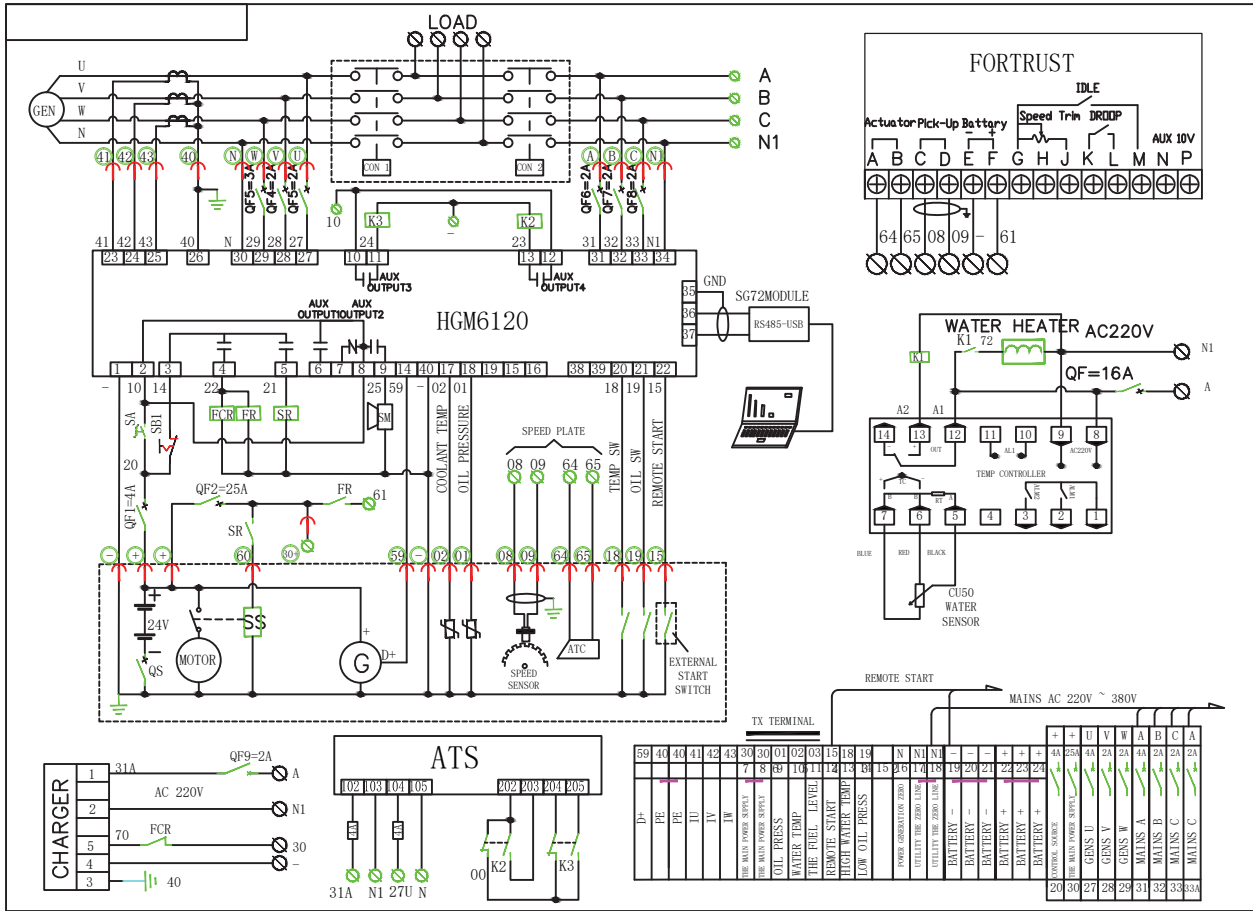 LOAD
U
V
W
N
GEN
A
B
C
N1
CON 1
CON 2
41 42 43 40 N W V U A B C N1
QF5=3A
QF4=2A
QF5=2A
QF6=2A
QF7=2A
QF8=2A
10
K3
-
K2
41 42 43 40 N 29 28 27 24 23 31 32 33 N1
23 24 25 26 30 29 28 27 10 11 13 12 31 32 33 34
AUX
OUTPUT3
AUX
OUTPUT4
AUX
OUTPUT1
AUX
OUTPUT2
HGM6120
35
36
37
GND
SG72MODULE
RS485-USB
1 2 3 4 5 6 7 8 9 14 40 17 18 19 15 16 38 39 20 21 22
- 10 14 22 21 25 59 - 02 01 18 19 15
SA
SB1
FCR
FR
SR
SM
COOLANT TEMP
OIL PRESSURE
SPEED PLATE
08 09 64 65
TEMP SW
OIL SW
REMOTE START
20
QF1=4A
QF2=25A
FR
61
SR
- + + 60 30+ 59 - 02 01 08 09 64 65 18 19 15
+
24V
-
QS
MOTOR
SS
+
G
D+
SPEED
SENSOR
ATC
EXTERNAL
START
SWITCH
FORTRUST
IDLE
Actuator Pick-Up Battary Speed Trim DROOP
- +
AUX 10V
A B C D E F G H J K L M N P
64 65 08 09 - 61
WATER HEATER
AC220V
K1
K1
72
N1
QF=16A
A
A2
A1
14 13 12 11 10 9 8
- +
OUT
AL1
AC220V
TEMP CONTROLLER
+ TC -
B B A
RT
ALM2
ALM1
7 6 5 4 3 2 1
BLUE
RED
BLACK
CU50
WATER
SENSOR
CHARGER
1
2
5
4
3
31A
QF9=2A
A
AC 220V
N1
70
FCR
30
-
40
ATS
102 103 104 105 202 203 204 205
4A
4A
31A N1 27U N
00
K2
K3
REMOTE START
MAINS AC 220V ~ 380V
TX TERMINAL
59 40 40 41 42 43 30 30 01 02 03 15 18 19 N N1 N1 - - - + + +
7 8 9 10 11 12 13 14 15 16 17 18 19 20 21 22 23 24
D+
PE
PE
IU
IV
IW
THE MAIN POWER SUPPLY
THE MAIN POWER SUPPLY
OIL PRESS
WATER TEMP
THE FUEL LEVEL
REMOTE START
HIGH WATER TEMP
LOW OIL PRESS
POWER GENERATION ZERO
UTILITY THE ZERO LINE
UTILITY THE ZERO LINE
BATTERY -
BATTERY -
BATTERY -
BATTERY +
BATTERY +
BATTERY +
+ + U V W A B C A
4A 25A 4A 2A 2A 4A 2A 2A 2A
CONTROL SOURCE
THE MAIN POWER SUPPLY
GENS U
GENS V
GENS W
MAINS A
MAINS B
MAINS C
MAINS C
20 30 27 28 29 31 32 33 33A